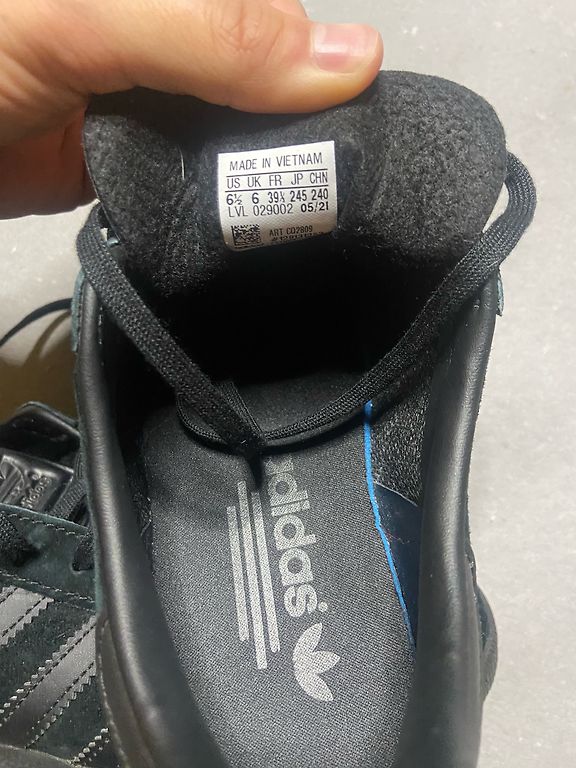 MADE IN VIETNAM
US UK FR JP CHN
6½ 6 39⅓ 245 240
LVL 029002 05/21
ART CQ2809
adidas